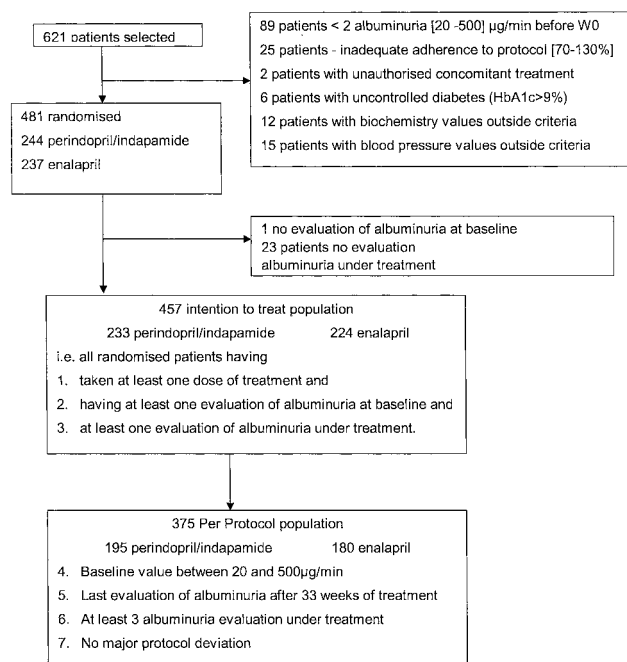 621 patients selected
89 patients < 2 albuminuria [20 -500] µg/min before W0
25 patients - inadequate adherence to protocol [70-130%]
2 patients with unauthorised concomitant treatment
6 patients with uncontrolled diabetes (HbA1c>9%)
12 patients with biochemistry values outside criteria
15 patients with blood pressure values outside criteria
481 randomised
244 perindopril/indapamide
237 enalapril
1 no evaluation of albuminuria at baseline
23 patients no evaluation
albuminuria under treatment
457 intention to treat population
233 perindopril/indapamide 224 enalapril
i.e. all randomised patients having
1. taken at least one dose of treatment and
2. having at least one evaluation of albuminuria at baseline and
3. at least one evaluation of albuminuria under treatment.
375 Per Protocol population
195 perindopril/indapamide 180 enalapril
4. Baseline value between 20 and 500µg/min
5. Last evaluation of albuminuria after 33 weeks of treatment
6. At least 3 albuminuria evaluation under treatment
7. No major protocol deviation